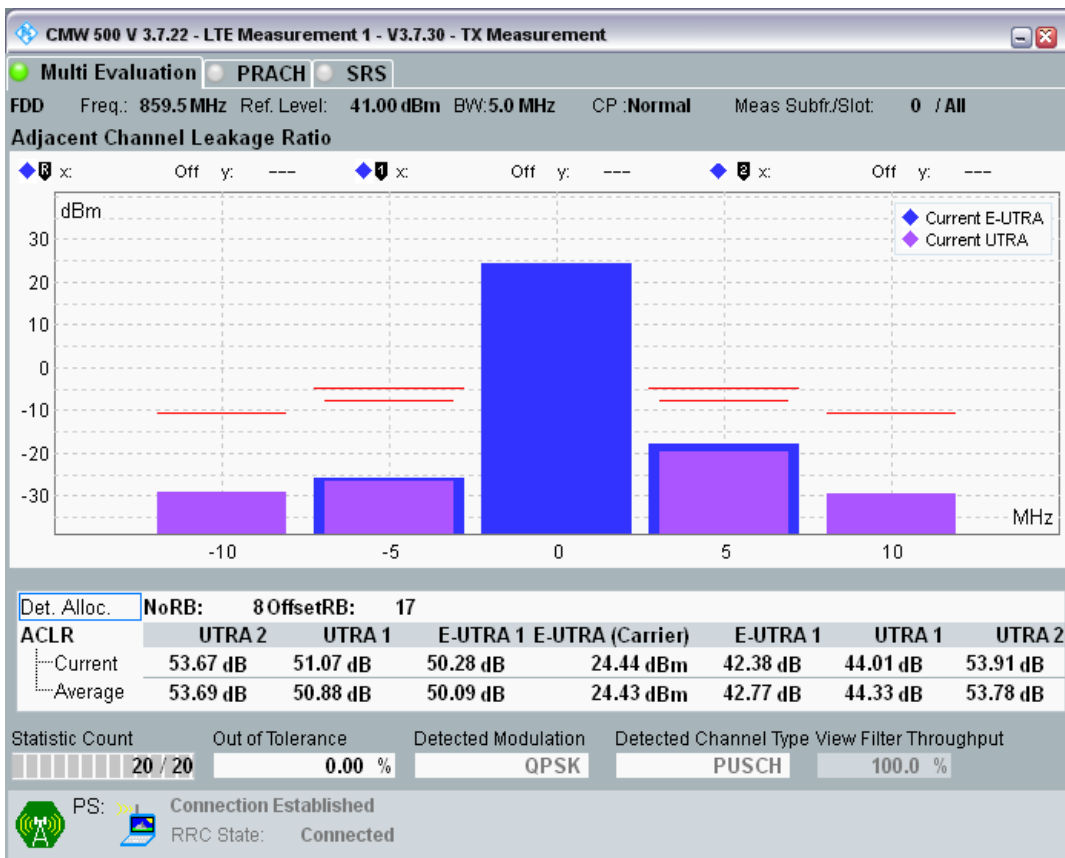 CMW 500 V 3.7.22 - LTE Measurement 1 - V3.7.30 - TX Measurement
Multi Evaluation PRACH SRS
FDD Freq.: 859.5 MHz Ref. Level: 41.00 dBm BW:5.0 MHz CP :Normal Meas Subfr./Slot: 0 / All
Adjacent Channel Leakage Ratio
R x: Off y: --- 1 x: Off y: --- 2 x: Off y: ---
dBm
Current E-UTRA
Current UTRA
30
20
10
0
-10
-20
-30
MHz
-10 -5 0 5 10
Det. Alloc. NoRB: 8 OffsetRB: 17
ACLR UTRA 2 UTRA 1 E-UTRA 1 E-UTRA (Carrier) E-UTRA 1 UTRA 1 UTRA 2
Current 53.67 dB 51.07 dB 50.28 dB 24.44 dBm 42.38 dB 44.01 dB 53.91 dB
Average 53.69 dB 50.88 dB 50.09 dB 24.43 dBm 42.77 dB 44.33 dB 53.78 dB
Statistic Count Out of Tolerance Detected Modulation Detected Channel Type View Filter Throughput
20 / 20 0.00 % QPSK PUSCH 100.0 %
PS: Connection Established
RRC State: Connected